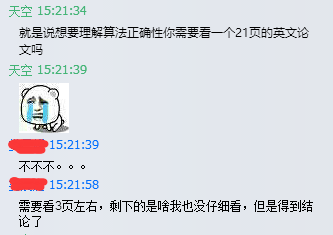 天空 15:21:34
就是说想要理解算法正确性你需要看一个21页的英文论
文吗
天空 15:21:39
15:21:39
不不不。。。
15:21:58
需要看3页左右，剩下的是啥我也没仔细看，但是得到结
论了